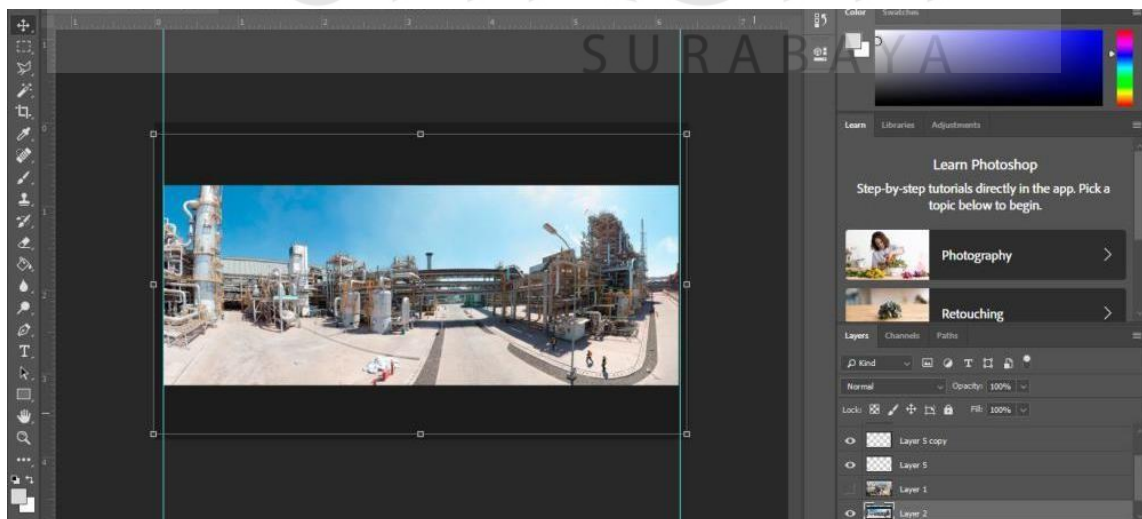 Color Swatches
SURABAYA
Learn Libraries Adjustments
Learn Photoshop
Step-by-step tutorials directly in the app. Pick a
topic below to begin.
Photography
Retouching
Layers Channels Paths
Kind
Normal Opacity: 100%
Lock: Fill: 100%
Layer 5 copy
Layer 5
Layer 1
Layer 2